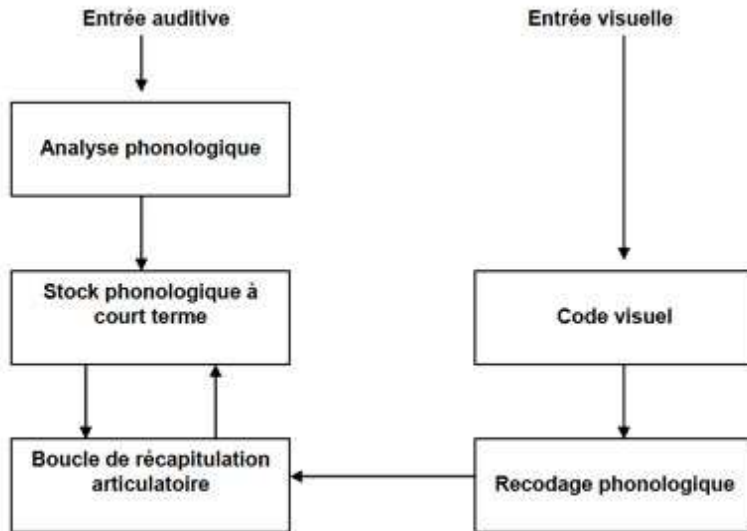 Entrée auditive
Entrée visuelle
Analyse phonologique
Stock phonologique à
court terme
Code visuel
Boucle de récapitulation
articulatoire
Recodage phonologique